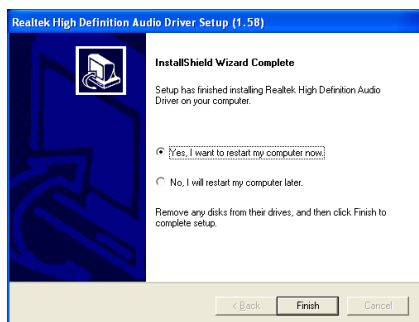 Realtek High Definition Audio Driver Setup (1.58)
InstallShield Wizard Complete
Setup has finished installing Realtek High Definition Audio
Driver on your computer.
Yes, I want to restart my computer now.
No, I will restart my computer later.
Remove any disks from their drives, and then click Finish to
complete setup.
< Back Finish Cancel